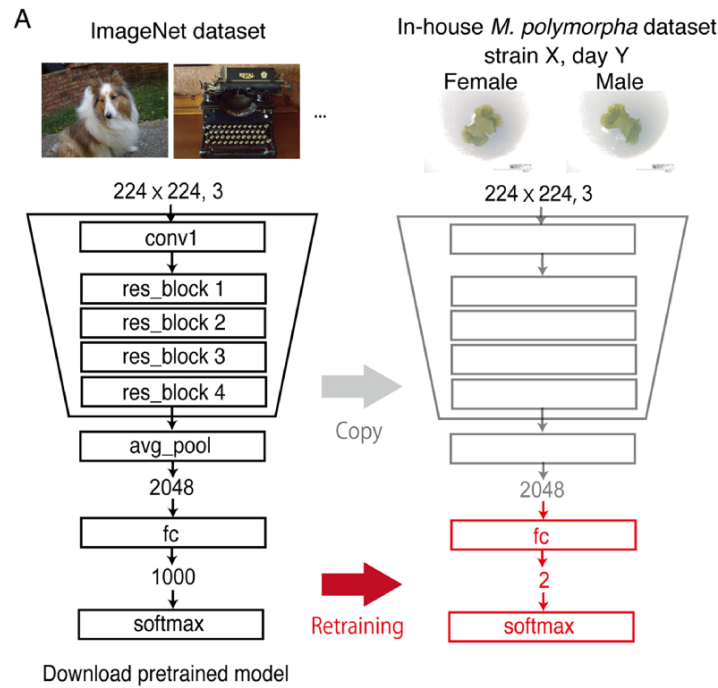 A
ImageNet dataset
...
224 x 224, 3
conv1
res_block 1
res_block 2
res_block 3
res_block 4
avg_pool
2048
fc
1000
softmax
Download pretrained model
Copy
Retraining
In-house M. polymorpha dataset
strain X, day Y
Female
Male
224 x 224, 3
2048
fc
2
softmax